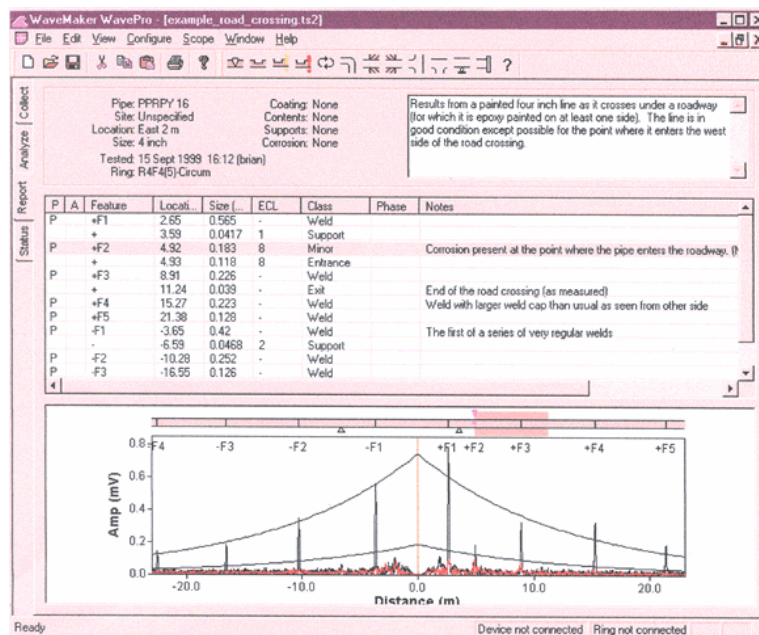 WaveMaker WavePro - [example_road_crossing.ts2]
File Edit View Configure Scope Window Help
Collect
Analyze
Report
Status
Pipe: PPRPY 16
Site: Unspecified
Location: East 2 m
Size: 4 inch
Tested: 15 Sept 1999 16:12 (brian)
Ring: R4F4(5)-Circum
Coating: None
Contents: None
Supports: None
Corrosion: None
Results from a painted four inch line as it crosses under a roadway
(for which it is epoxy painted on at least one side). The line is in
good condition except possible for the point where it enters the west
side of the road crossing.
P A Feature Locati... Size (... ECL Class Phase Notes
P +F1 2.65 0.565 - Weld
+ 3.59 0.0417 1 Support
P +F2 4.92 0.183 8 Minor Corrosion present at the point where the pipe enters the roadway. (N
+ 4.93 0.118 8 Entrance
P +F3 8.91 0.226 - Weld
+ 11.24 0.039 - Exit End of the road crossing (as measured)
P +F4 15.27 0.223 - Weld Weld with larger weld cap than usual as seen from other side
P +F5 21.38 0.128 - Weld
P -F1 -3.65 0.42 - Weld The first of a series of very regular welds
- -6.59 0.0468 2 Support
P -F2 -10.28 0.252 - Weld
P -F3 -16.55 0.126 - Weld
-F4 -F3 -F2 -F1 +F1 +F2 +F3 +F4 +F5
0.8
0.6
0.4
0.2
0.0
Amp (mV)
-20.0 -10.0 0.0 10.0 20.0
Distance (m)
Ready Device not connected Ring not connected